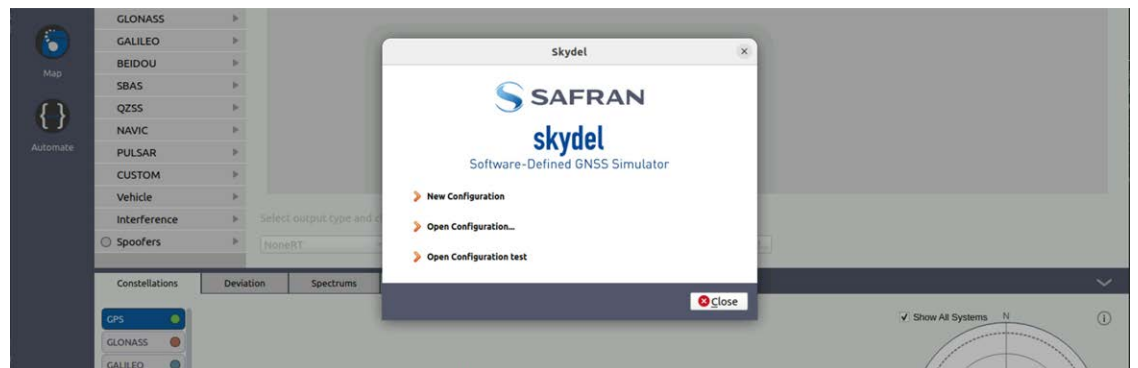 GLONASS
GALILEO
BEIDOU
SBAS
QZSS
NAVIC
PULSAR
CUSTOM
Vehicle
Interference
Spoofers
Map
{ }
Automate
Select output type and
NoneRT
Skydel
SAFRAN
skydel
Software-Defined GNSS Simulator
New Configuration
Open Configuration...
Open Configuration test
Close
Constellations
Deviation
Spectrums
GPS
GLONASS
GALILEO
Show All Systems
N
i